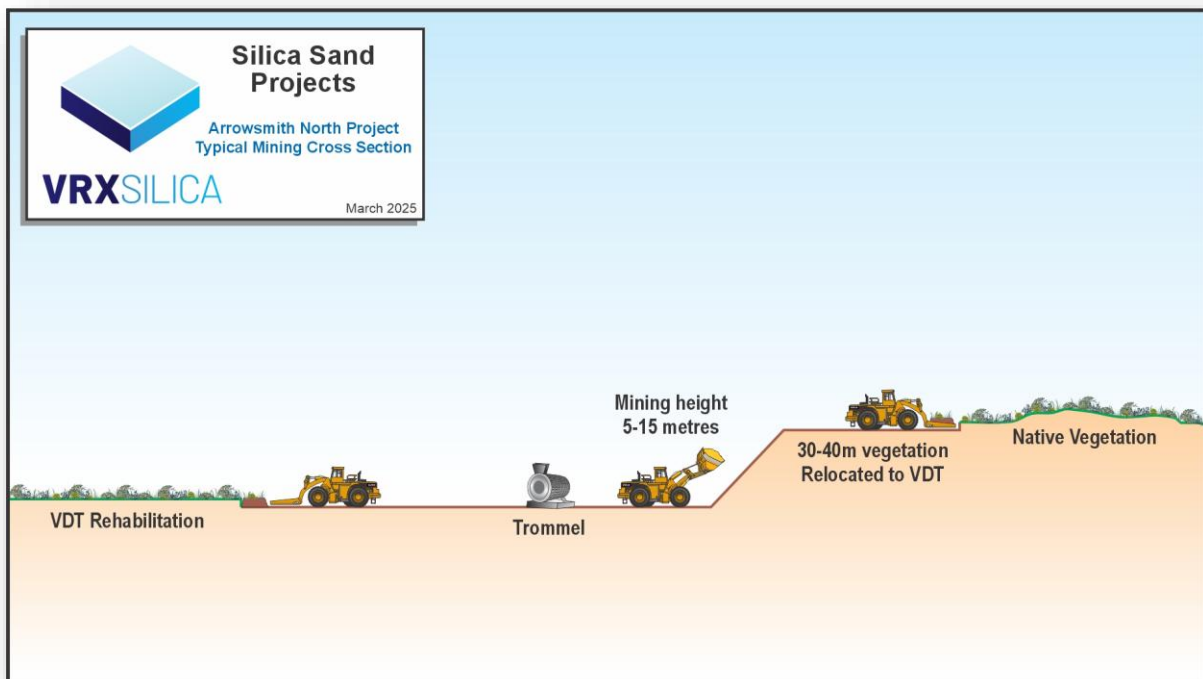 Silica Sand
Projects
Arrowsmith North Project
Typical Mining Cross Section
VRXSILICA
March 2025
Mining height
5-15 metres
30-40m vegetation
Relocated to VDT
Native Vegetation
VDT Rehabilitation
Trommel